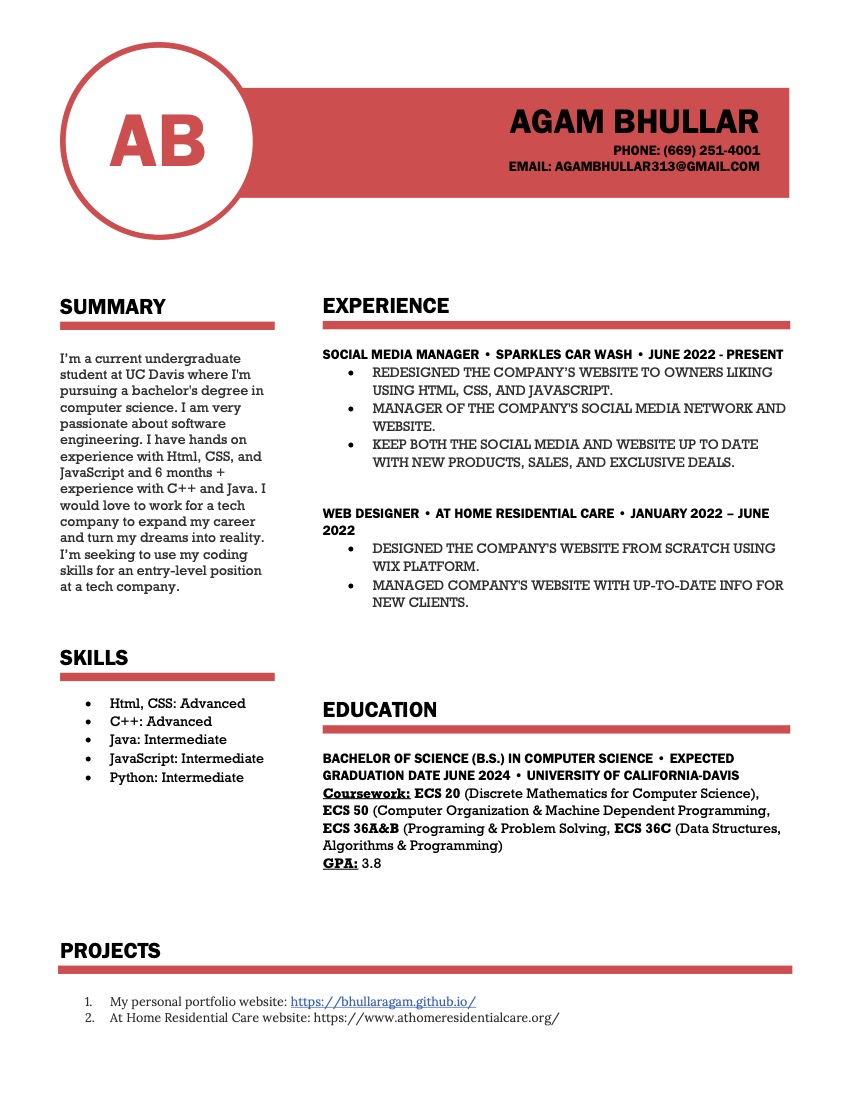 AB
AGAM BHULLAR
PHONE: (669) 251-4001
EMAIL: AGAMBHULLAR313@GMAIL.COM
SUMMARY
I'm a current undergraduate
student at UC Davis where I'm
pursuing a bachelor's degree in
computer science. I am very
passionate about software
engineering. I have hands on
experience with Html, CSS, and
JavaScript and 6 months +
experience with C++ and Java. I
would love to work for a tech
company to expand my career
and turn my dreams into reality.
I'm seeking to use my coding
skills for an entry-level position
at a tech company.
SKILLS
• Html, CSS: Advanced
• C++: Advanced
• Java: Intermediate
• JavaScript: Intermediate
• Python: Intermediate
EXPERIENCE
SOCIAL MEDIA MANAGER • SPARKLES CAR WASH • JUNE 2022 - PRESENT
• REDESIGNED THE COMPANY'S WEBSITE TO OWNERS LIKING
USING HTML, CSS, AND JAVASCRIPT.
• MANAGER OF THE COMPANY'S SOCIAL MEDIA NETWORK AND
WEBSITE.
• KEEP BOTH THE SOCIAL MEDIA AND WEBSITE UP TO DATE
WITH NEW PRODUCTS, SALES, AND EXCLUSIVE DEALS.
WEB DESIGNER • AT HOME RESIDENTIAL CARE • JANUARY 2022 – JUNE
2022
• DESIGNED THE COMPANY'S WEBSITE FROM SCRATCH USING
WIX PLATFORM.
• MANAGED COMPANY'S WEBSITE WITH UP-TO-DATE INFO FOR
NEW CLIENTS.
EDUCATION
BACHELOR OF SCIENCE (B.S.) IN COMPUTER SCIENCE • EXPECTED
GRADUATION DATE JUNE 2024 • UNIVERSITY OF CALIFORNIA-DAVIS
Coursework: ECS 20 (Discrete Mathematics for Computer Science),
ECS 50 (Computer Organization & Machine Dependent Programming,
ECS 36A&B (Programing & Problem Solving, ECS 36C (Data Structures,
Algorithms & Programming)
GPA: 3.8
PROJECTS
1. My personal portfolio website: https://bhullaragam.github.io/
2. At Home Residential Care website: https://www.athomeresidentialcare.org/